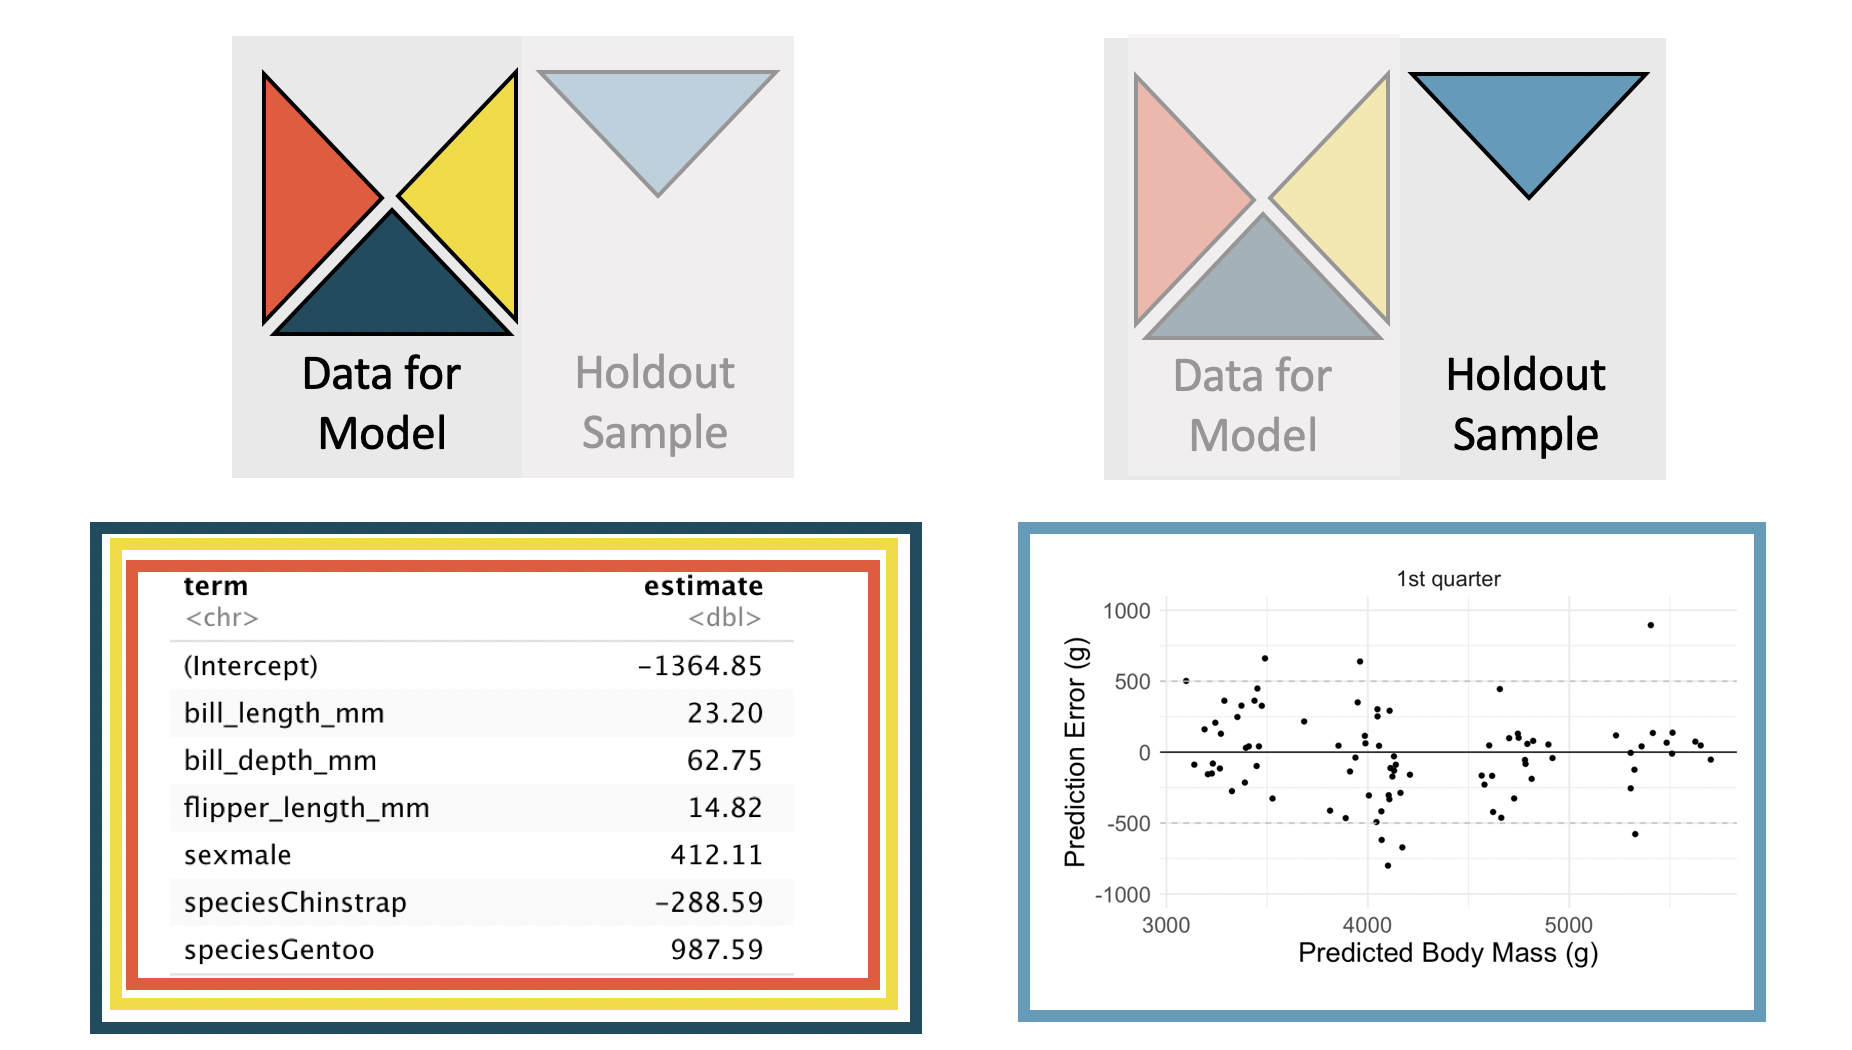 Data for
Model
Holdout
Sample
Data for
Model
Holdout
Sample
term estimate
<chr> <dbl>
(Intercept) −1364.85
bill_length_mm 23.20
bill_depth_mm 62.75
flipper_length_mm 14.82
sexmale 412.11
speciesChinstrap −288.59
speciesGentoo 987.59
1st quarter
Prediction Error (g)
1000
500
0
-500
-1000
3000 4000 5000
Predicted Body Mass (g)